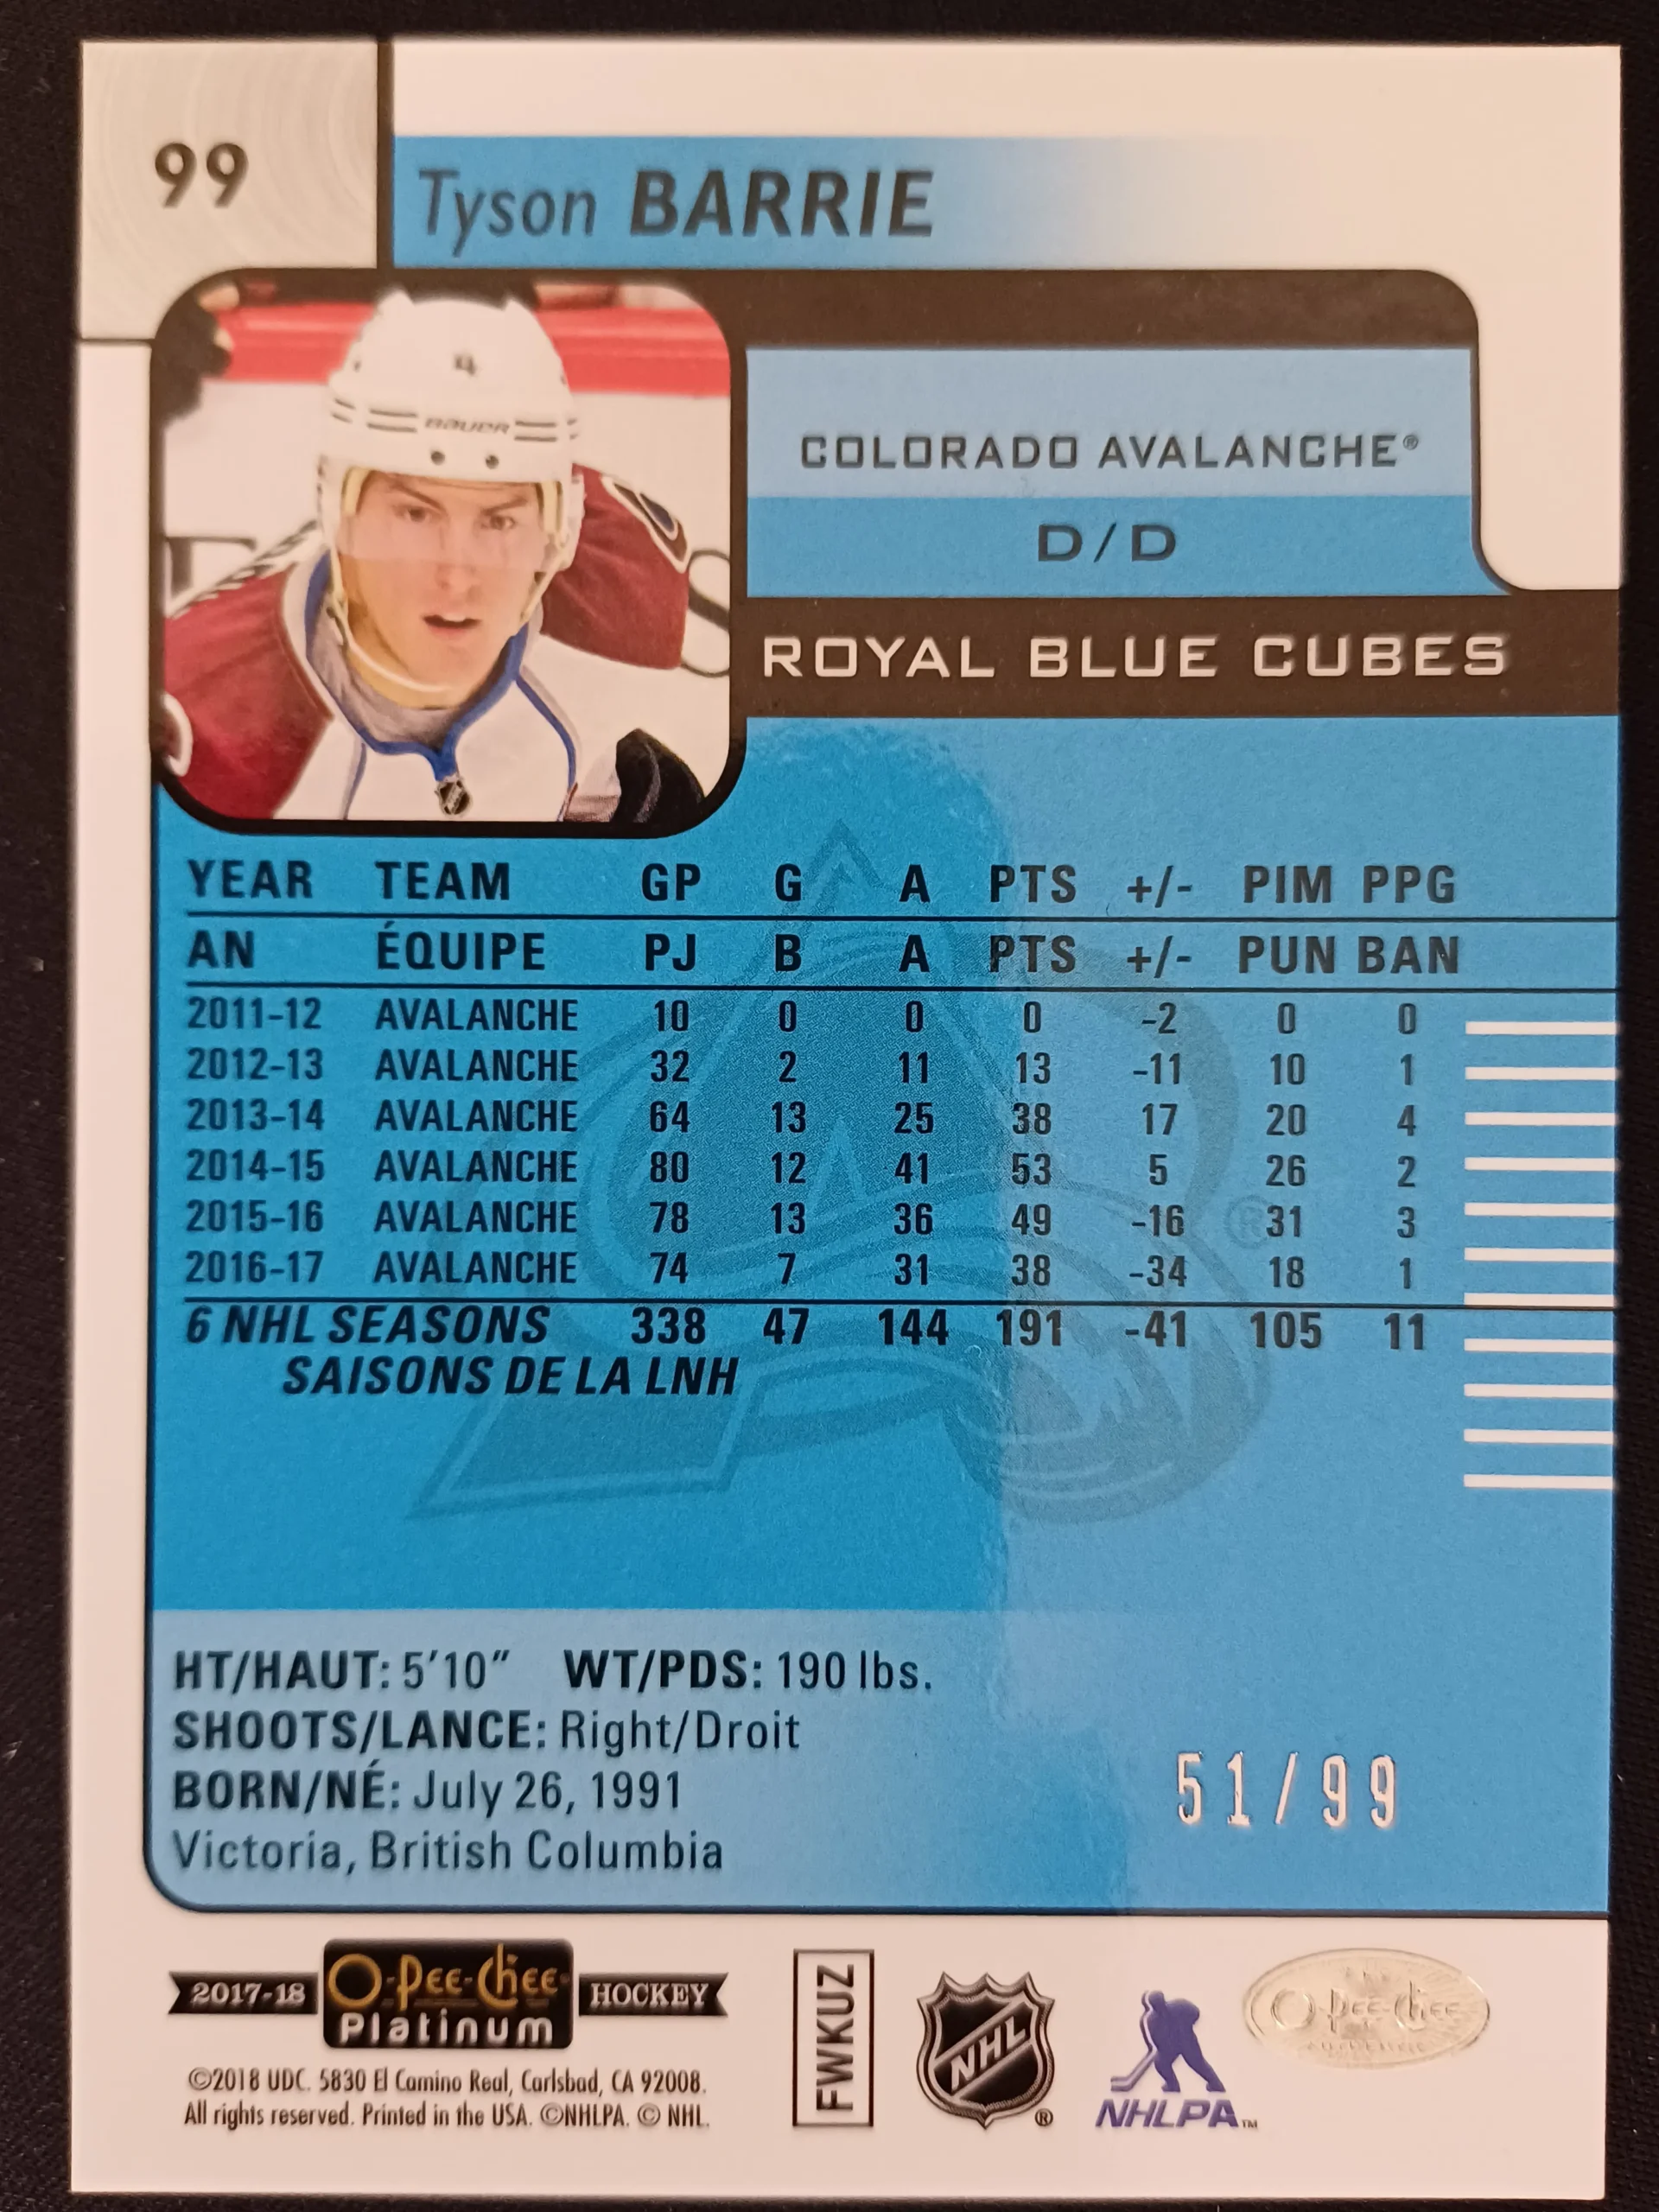 99
Tyson BARRIE
4
BAUER
COLORADO AVALANCHE®
D/D
ROYAL BLUE CUBES
YEAR TEAM GP G A PTS +/- PIM PPG
AN ÉQUIPE PJ B A PTS +/- PUN BAN
2011-12 AVALANCHE 10 0 0 0 -2 0 0
2012-13 AVALANCHE 32 2 11 13 -11 10 1
2013-14 AVALANCHE 64 13 25 38 17 20 4
2014-15 AVALANCHE 80 12 41 53 5 26 2
2015-16 AVALANCHE 78 13 36 49 -16 31 3
2016-17 AVALANCHE 74 7 31 38 -34 18 1
6 NHL SEASONS 338 47 144 191 -41 105 11
SAISONS DE LA LNH
®
HT/HAUT: 5'10" WT/PDS: 190 lbs.
SHOOTS/LANCE: Right/Droit
BORN/NÉ: July 26, 1991
Victoria, British Columbia
51/99
2017-18 O-Pee-Chee Platinum HOCKEY
©2018 UDC. 5830 El Camino Real, Carlsbad, CA 92008.
All rights reserved. Printed in the USA. ©NHLPA. © NHL.
FWKUZ
NHL ®
NHLPA™
O-Pee-Chee